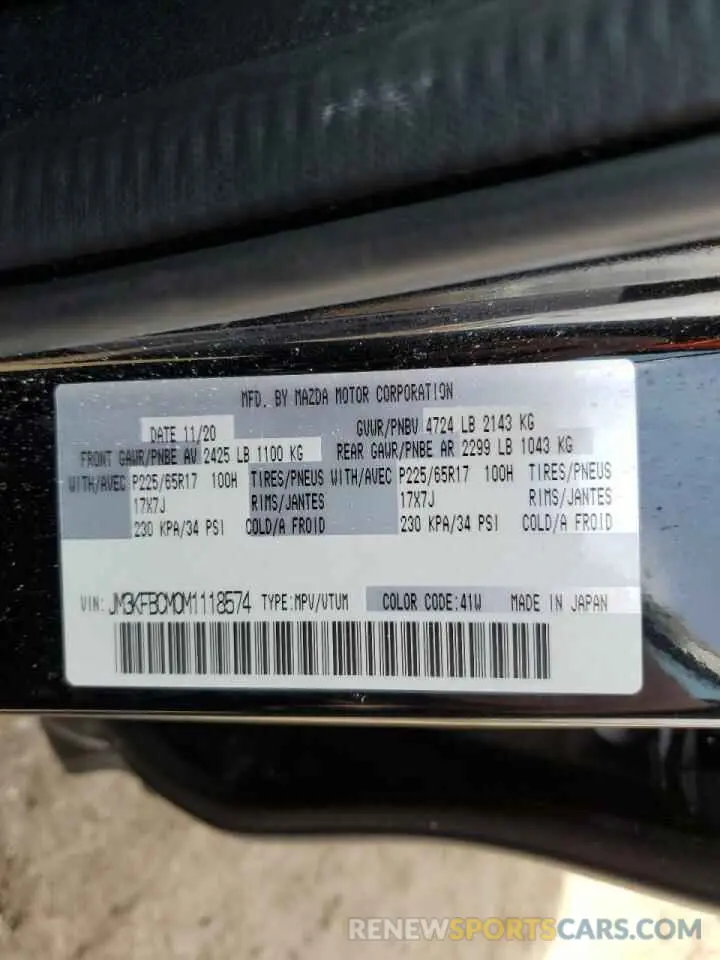 MFD. BY MAZDA MOTOR CORPORATION
DATE 11/20 GVWR/PNBV 4724 LB 2143 KG
FRONT GAWR/PNBE AV 2425 LB 1100 KG REAR GAWR/PNBE AR 2299 LB 1043 KG
WITH/AVEC P225/65R17 100H TIRES/PNEUS WITH/AVEC P225/65R17 100H TIRES/PNEUS
17X7J RIMS/JANTES 17X7J RIMS/JANTES
230 KPA/34 PSI COLD/A FROID 230 KPA/34 PSI COLD/A FROID
VIN: JM3KFBCM0M1118574 TYPE:MPV/VTUM COLOR CODE:41W MADE IN JAPAN
RENEWSPORTSCARS.COM